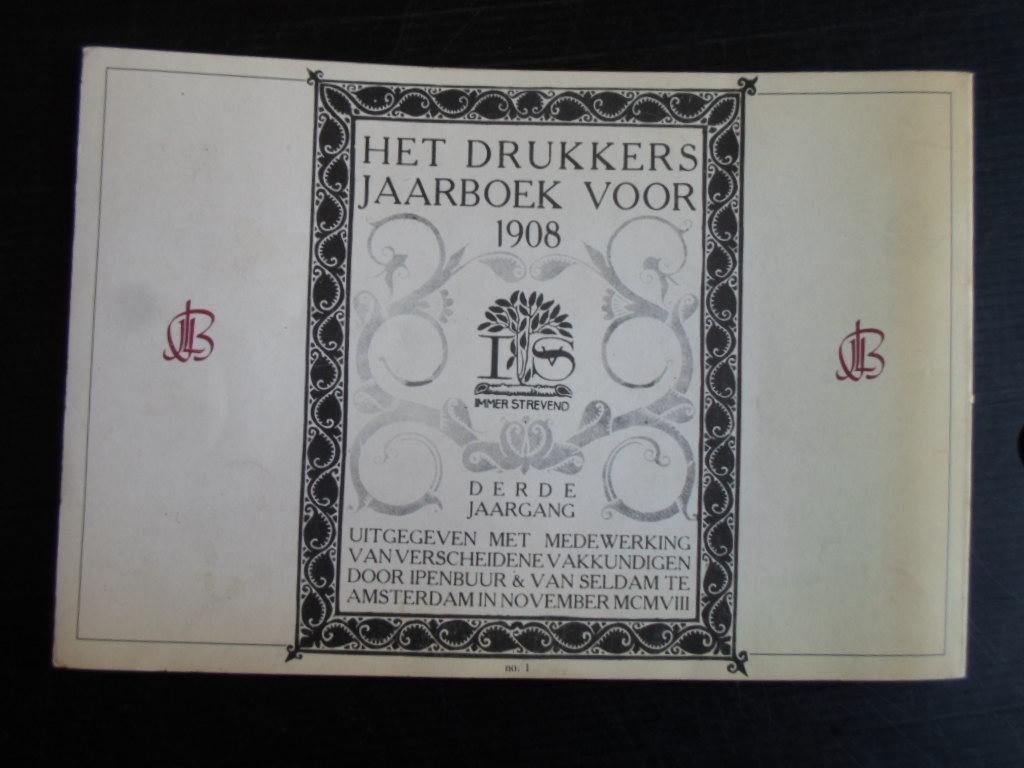 HET DRUKKERS
JAARBOEK VOOR
1908
I S
IMMER STREVEND
DERDE
JAARGANG
UITGEGEVEN MET MEDEWERKING
VAN VERSCHEIDENE VAKKUNDIGEN
DOOR IPENBUUR & VAN SELDAM TE
AMSTERDAM IN NOVEMBER MCMVIII
no. 1